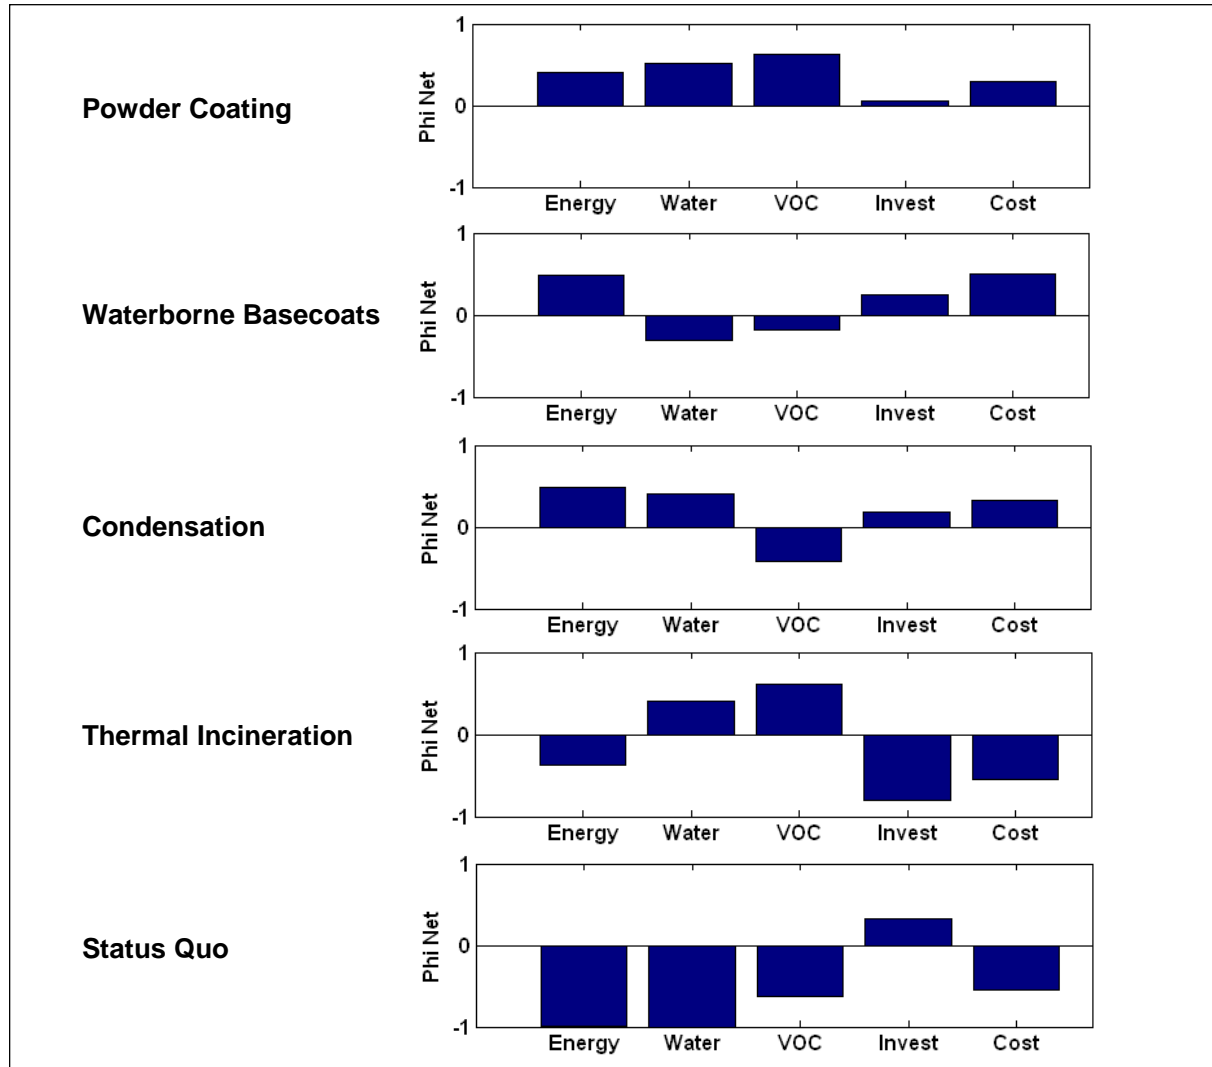 1
Powder Coating
Phi Net
0
-1
Energy Water VOC Invest Cost
1
Waterborne Basecoats
Phi Net
0
-1
Energy Water VOC Invest Cost
1
Condensation
Phi Net
0
-1
Energy Water VOC Invest Cost
1
Thermal Incineration
Phi Net
0
-1
Energy Water VOC Invest Cost
1
Status Quo
Phi Net
0
-1
Energy Water VOC Invest Cost